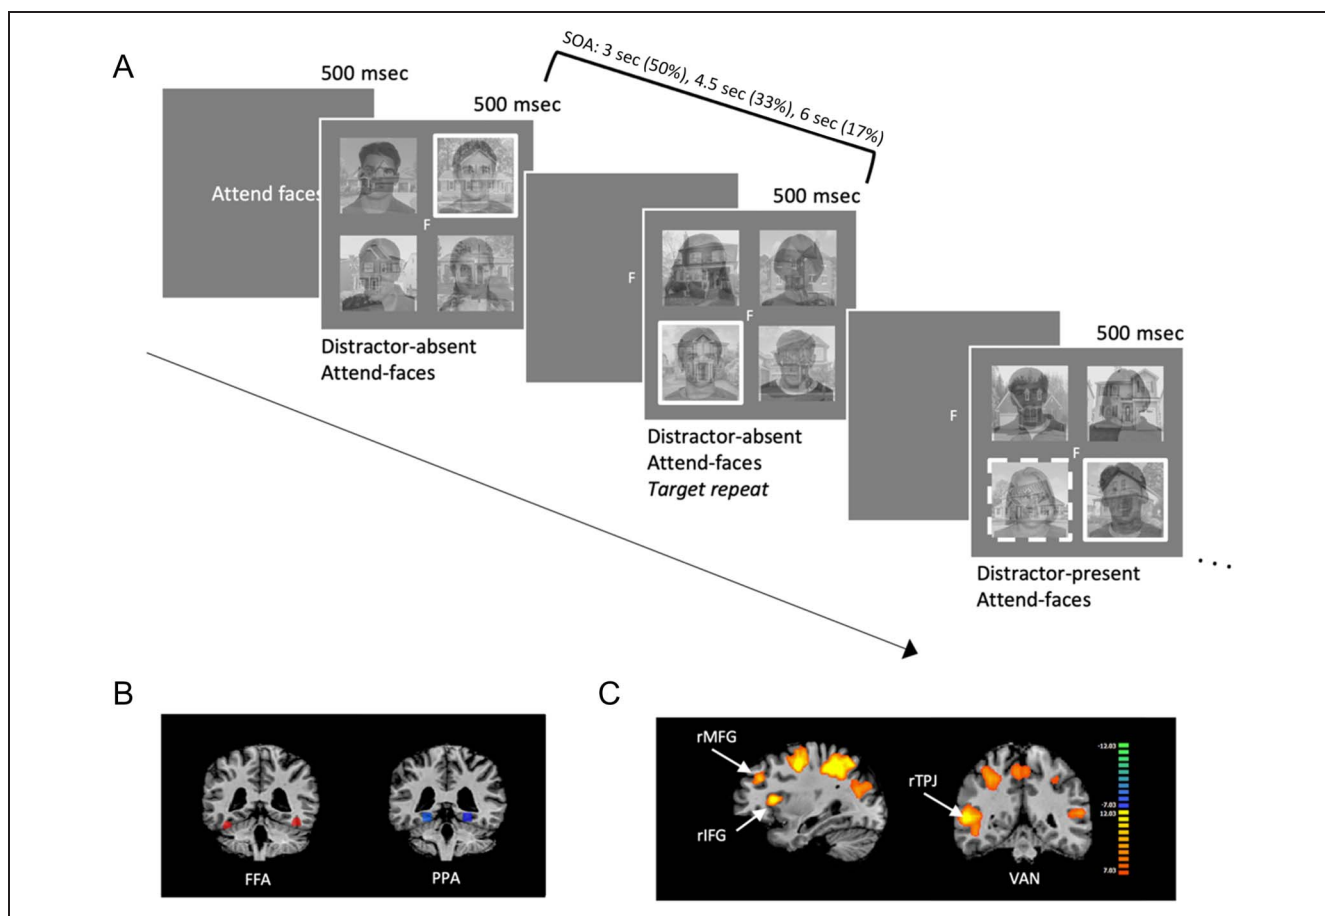 A
500 msec
500 msec
SOA: 3 sec (50%), 4.5 sec (33%), 6 sec (17%)
Attend faces
F
500 msec
F
F
500 msec
F
F
Distractor-absent
Attend-faces
Distractor-absent
Attend-faces
Target repeat
Distractor-present
Attend-faces
...
B
FFA
PPA
C
rMFG
rIFG
rTPJ
VAN
-12.03
-7.03
12.03
7.03